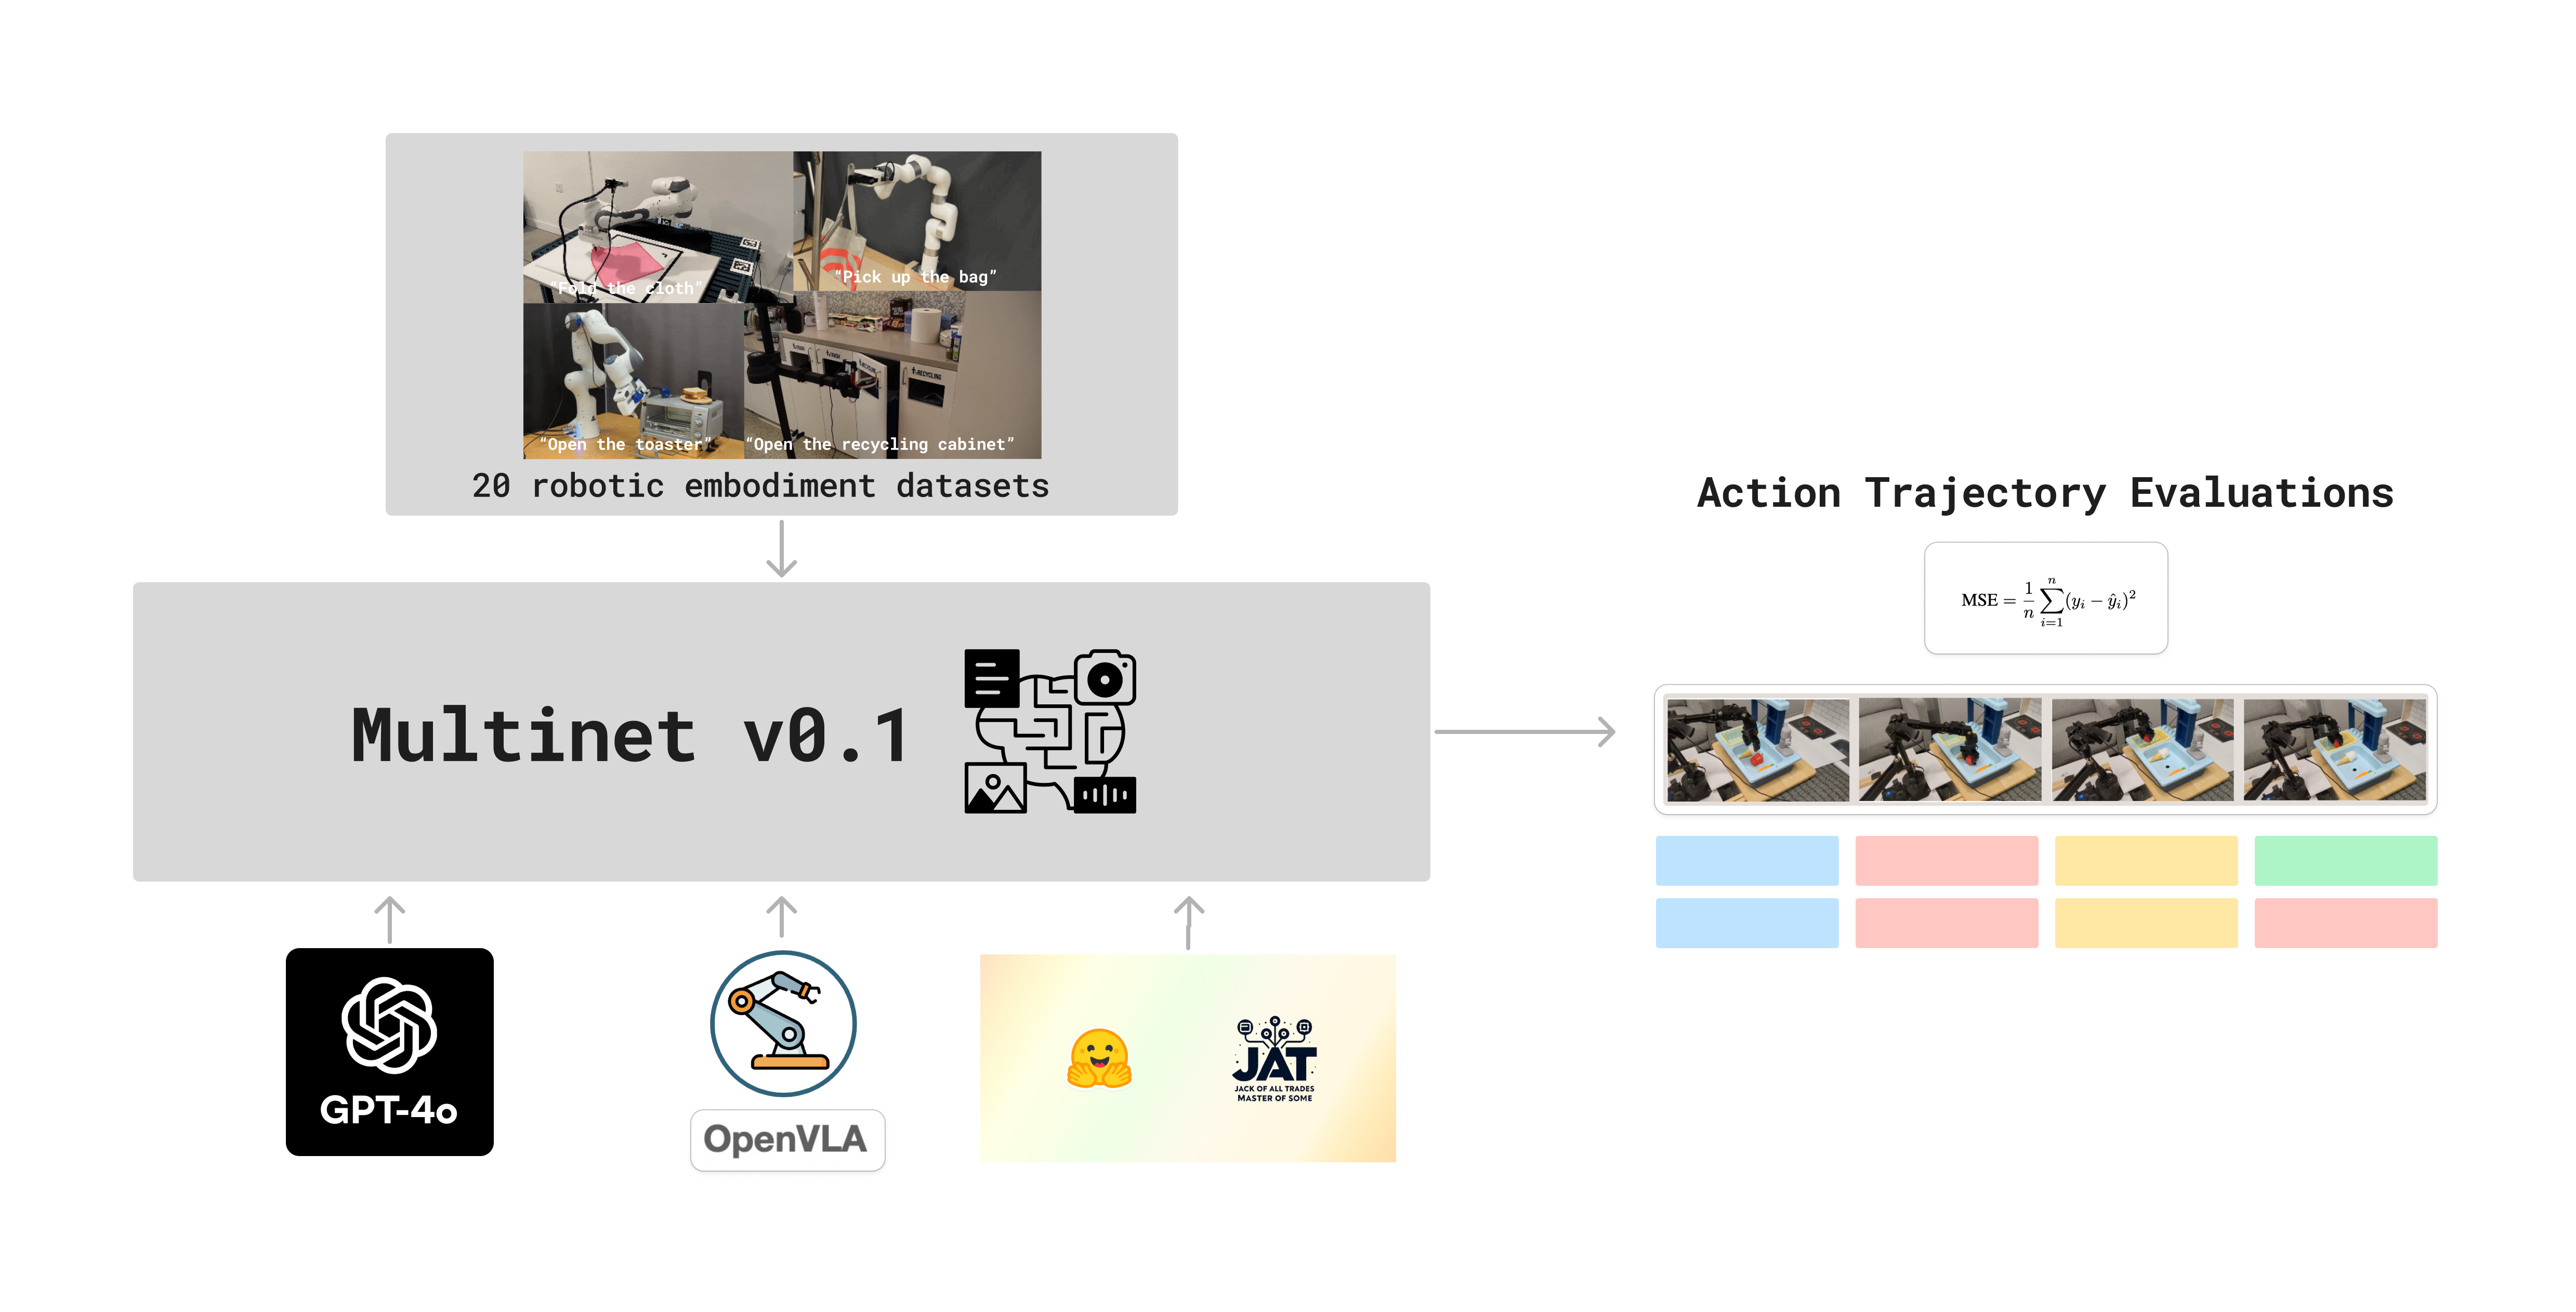 “Fold the cloth”
“Pick up the bag”
“Open the toaster”
“Open the recycling cabinet”
RECYCLING
20 robotic embodiment datasets
Multinet v0.1
GPT-4o
OpenVLA
JAT
JACK OF ALL TRADES
MASTER OF SOME
Action Trajectory Evaluations
MSE = \frac{1}{n} \sum_{i=1}^{n} (y_i - \hat{y}_i)^2